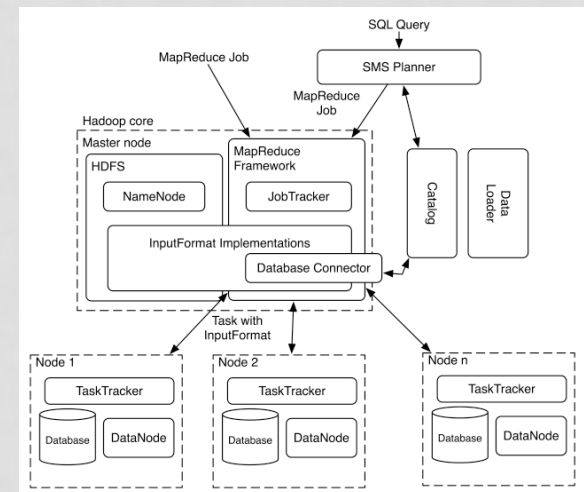 SQL Query
SMS Planner
MapReduce Job
MapReduce
Job
Hadoop core
Master node
HDFS
MapReduce
Framework
NameNode
JobTracker
InputFormat Implementations
Database Connector
Catalog
Data
Loader
Task with
InputFormat
Node 1
TaskTracker
Database
DataNode
Node 2
TaskTracker
Database
DataNode
Node n
TaskTracker
Database
DataNode